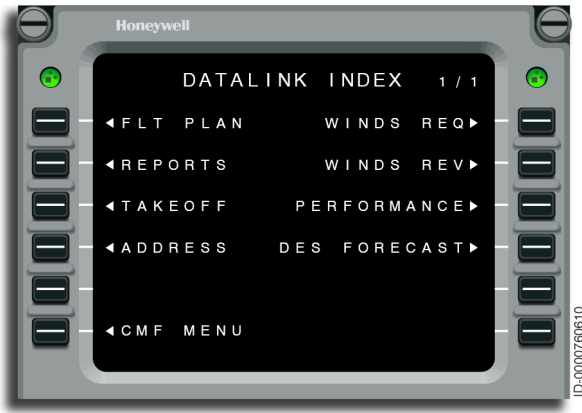 Honeywell
DATALINK INDEX 1 / 1
◄FLT PLAN WINDS REQ►
◄REPORTS WINDS REV►
◄TAKEOFF PERFORMANCE►
◄ADDRESS DES FORECAST►
◄CMF MENU
ID-0000760610